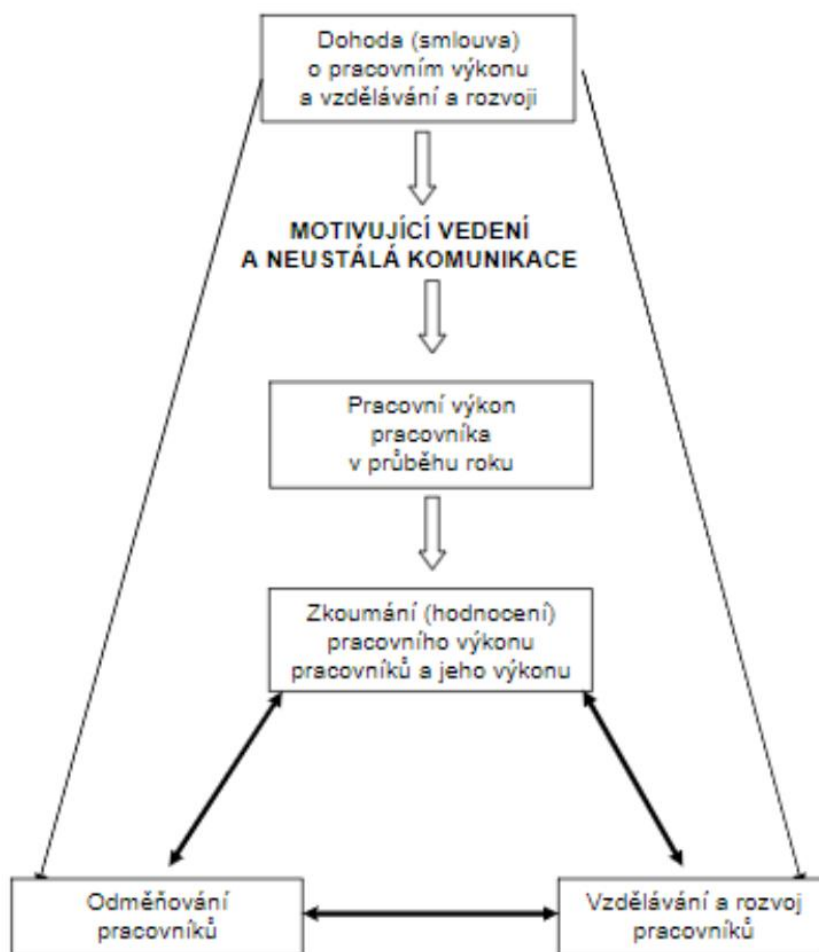 Dohoda (smlouva)
o pracovním výkonu
a vzdělávání a rozvoji
MOTIVUJÍCÍ VEDENÍ
A NEUSTÁLÁ KOMUNIKACE
Pracovní výkon
pracovníka
v průběhu roku
Zkoumání (hodnocení)
pracovního výkonu
pracovníků a jeho výkonu
Odměňování
pracovníků
Vzdělávání a rozvoj
pracovníků